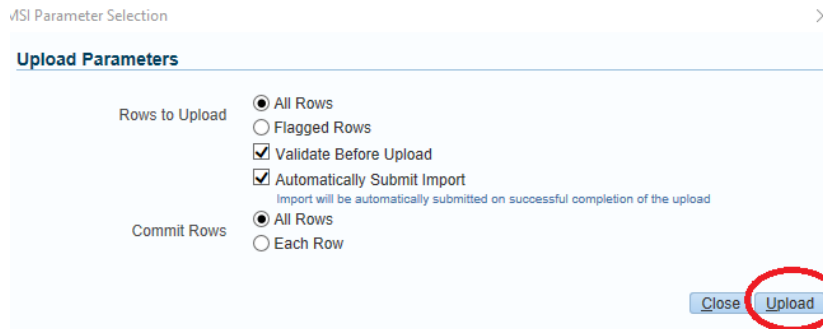 MSI Parameter Selection
Upload Parameters
Rows to Upload
All Rows
Flagged Rows
Validate Before Upload
Automatically Submit Import
Import will be automatically submitted on successful completion of the upload
Commit Rows
All Rows
Each Row
Close Upload